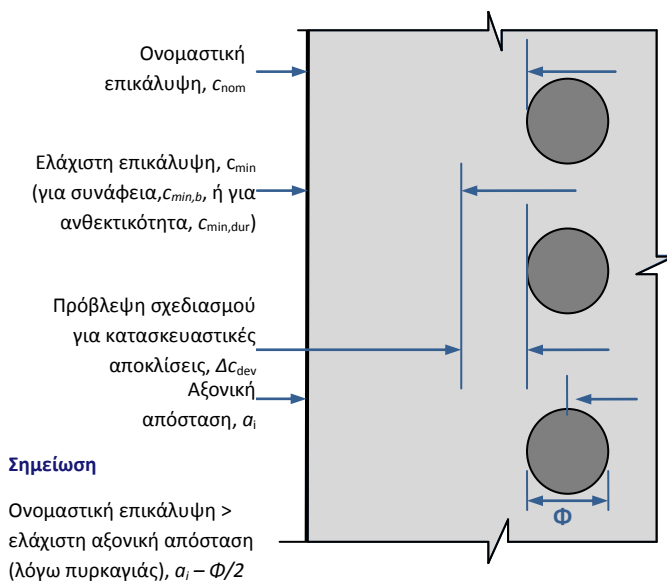 Ονομαστική
επικάλυψη, cnom
Ελάχιστη επικάλυψη, cmin
(για συνάφεια,cmin,b, ή για
ανθεκτικότητα, cmin,dur)
Πρόβλεψη σχεδιασμού
για κατασκευαστικές
αποκλίσεις, Δcdev
Αξονική
απόσταση, ai
Σημείωση
Ονομαστική επικάλυψη >
ελάχιστη αξονική απόσταση
(λόγω πυρκαγιάς), ai – Φ/2
Φ